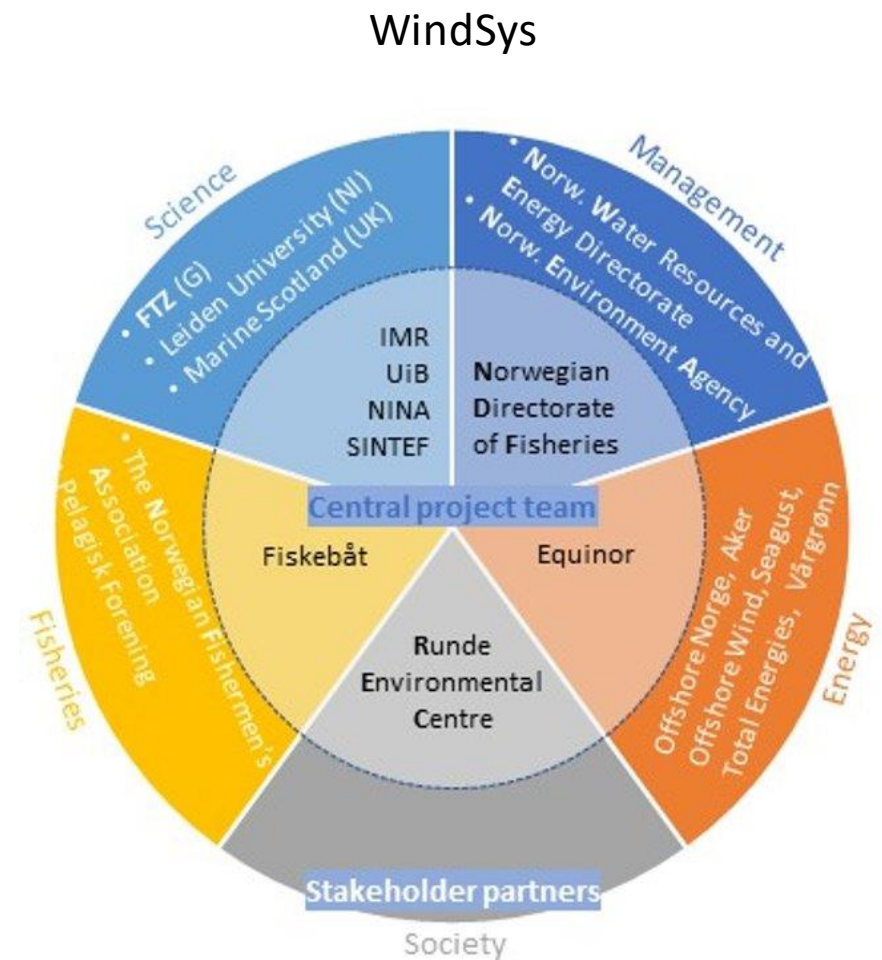 WindSys
Science
• FTZ (G)
• Leiden University (NI)
• Marine Scotland (UK)
Management
• Norw. Water Resources and
Energy Directorate
• Norw. Environment Agency
IMR
UiB
NINA
SINTEF
Norwegian
Directorate
of Fisheries
Central project team
Fiskebåt
Equinor
Runde
Environmental
Centre
• The Norwegian Fishermen's
Association
Pelagisk Forening
Fisheries
Offshore Norge, Aker
Offshore Wind, Seagust,
Total Energies, Vårgrønn
Energy
Stakeholder partners
Society